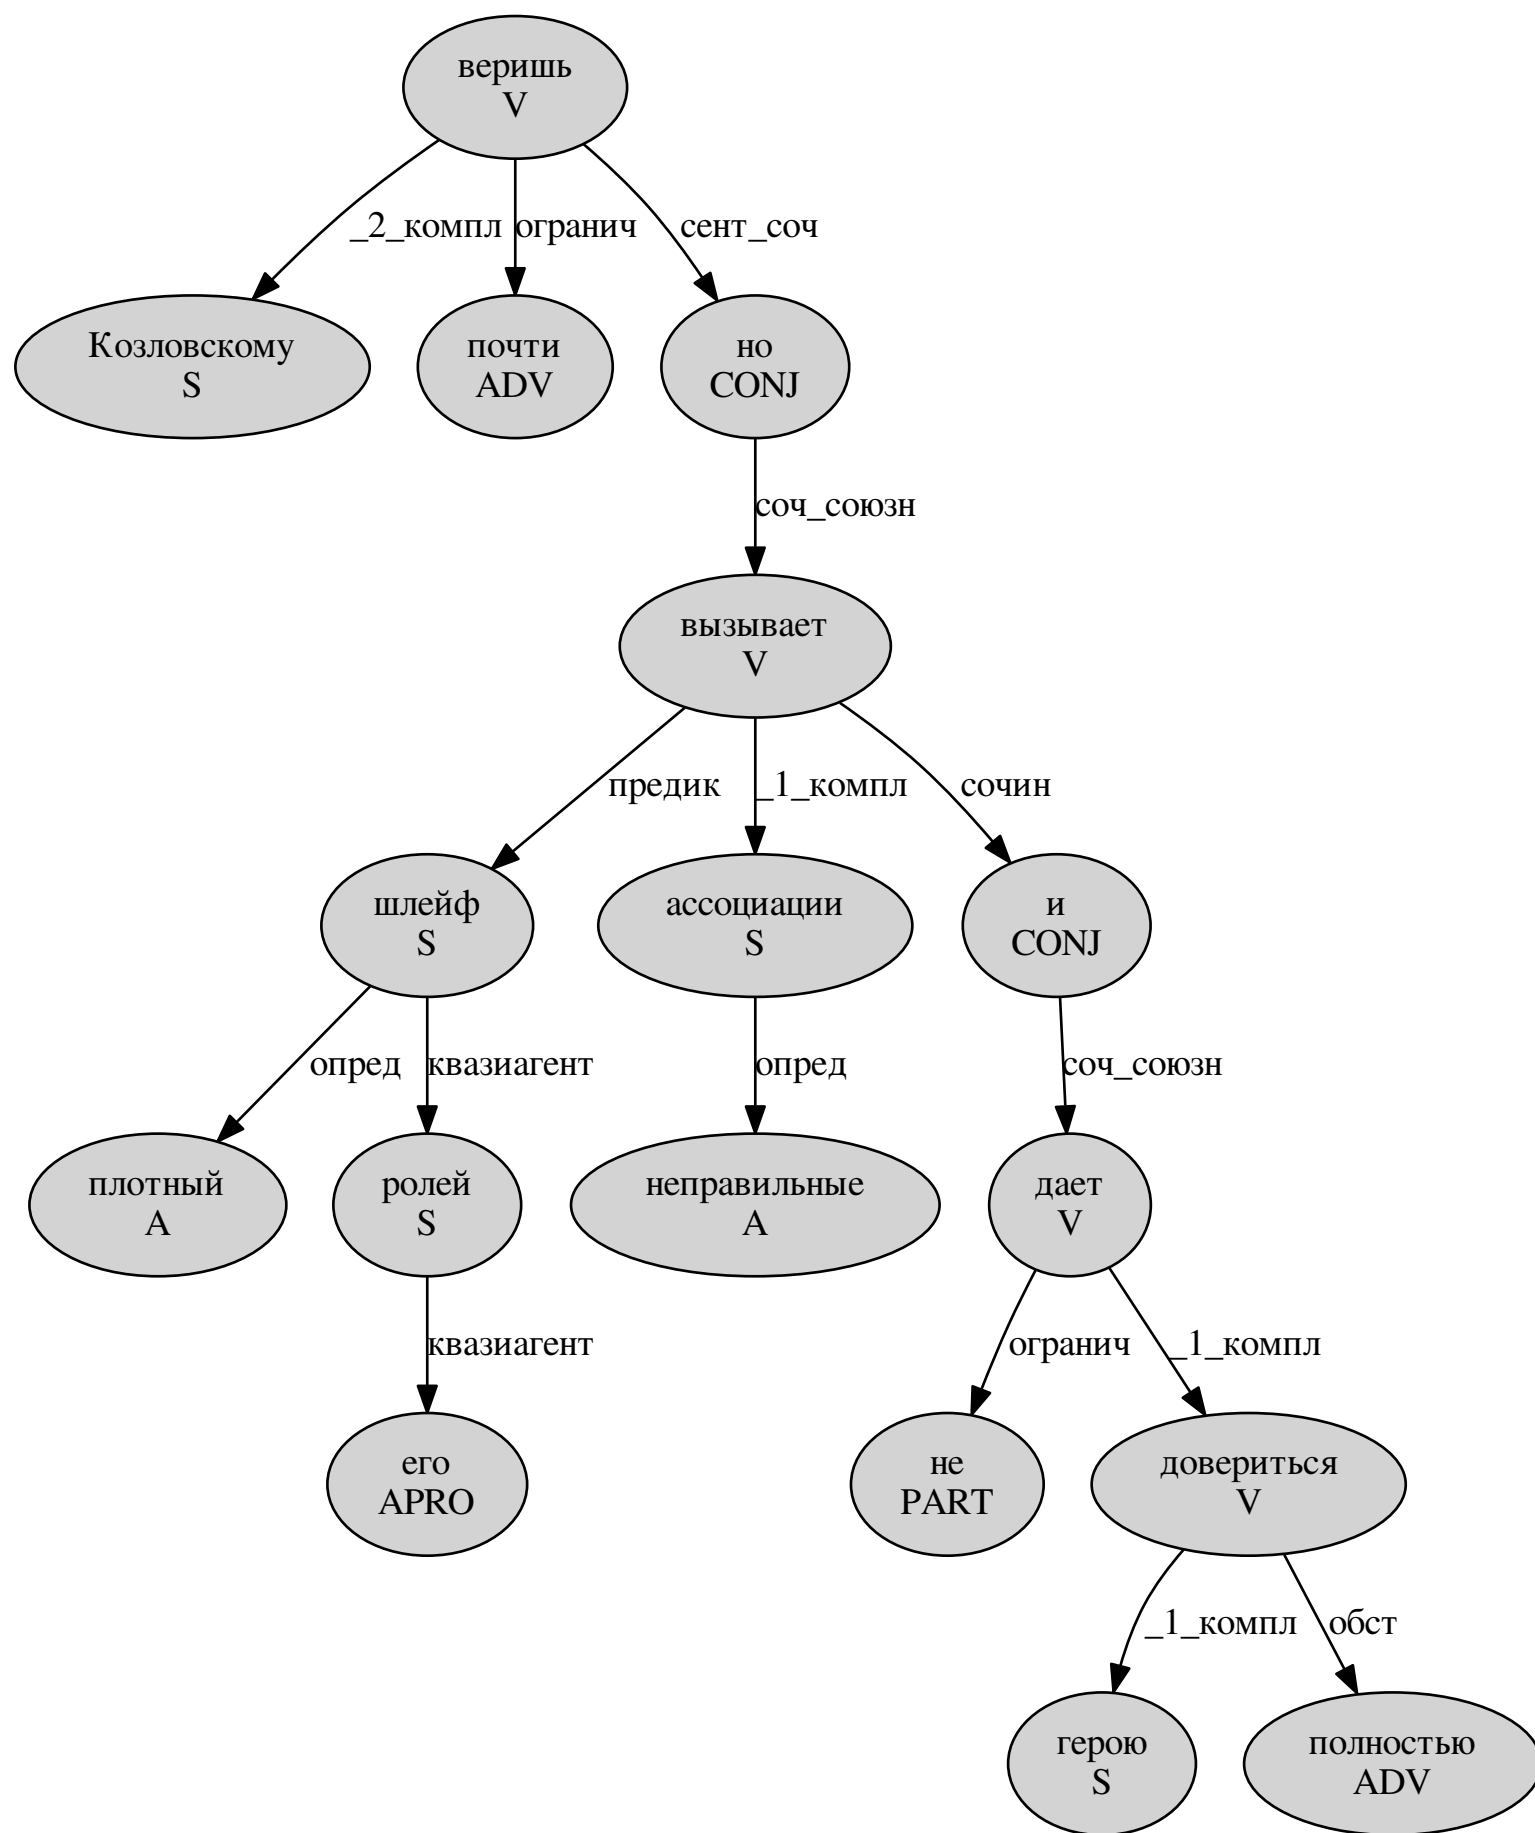 веришь
V
_2_компл огранич сент_соч
Козловскому
S
почти
ADV
но
CONJ
соч_союзн
вызывает
V
предик _1_компл сочин
шлейф
S
ассоциации
S
и
CONJ
опред квазиагент опред соч_союзн
плотный
A
ролей
S
неправильные
A
дает
V
квазиагент огранич _1_компл
его
APRO
не
PART
довериться
V
_1_компл обст
герою
S
полностью
ADV